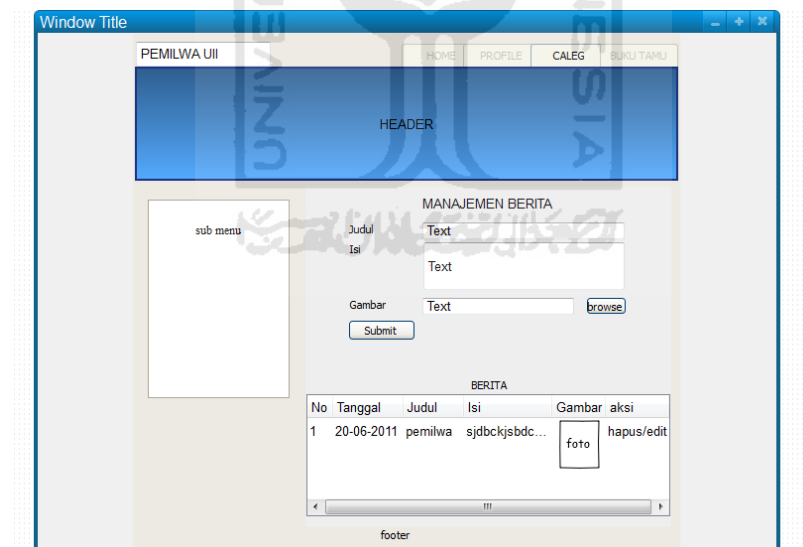 Window Title
PEMILWA UII
HOME PROFILE CALEG BUKU TAMU
HEADER
MANAJEMEN BERITA
sub menu
Judul Text
Isi
Text
Gambar Text browse
Submit
BERITA
No Tanggal Judul Isi Gambar aksi
1 20-06-2011 pemilwa sjdbckjsbdc... foto hapus/edit
footer